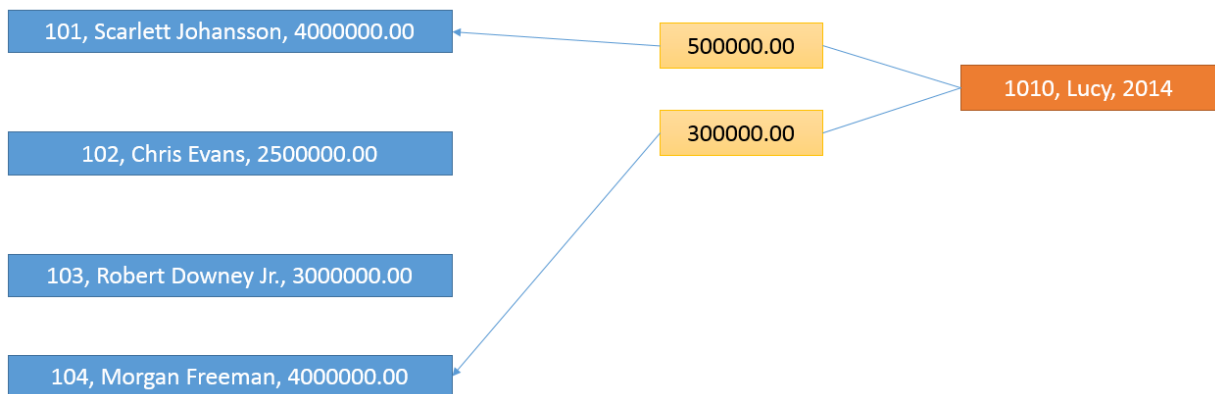 101, Scarlett Johansson, 4000000.00
500000.00
1010, Lucy, 2014
300000.00
102, Chris Evans, 2500000.00
103, Robert Downey Jr., 3000000.00
104, Morgan Freeman, 4000000.00